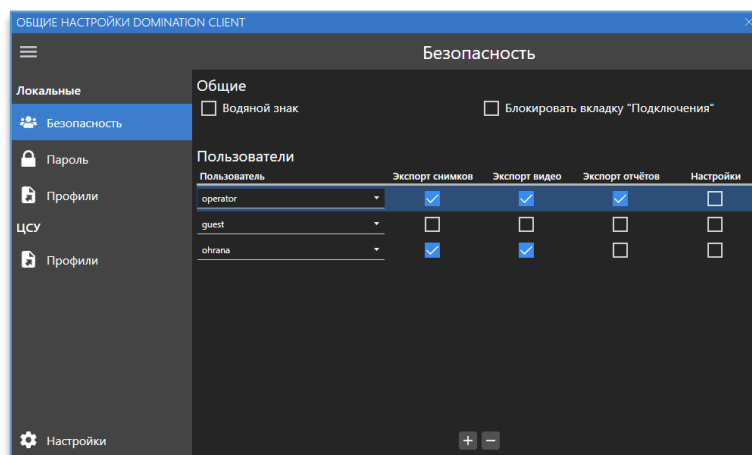 ОБЩИЕ НАСТРОЙКИ DOMINATION CLIENT
Безопасность
Локальные
Безопасность
Пароль
Профили
ЦСУ
Профили
Настройки
Общие
Водяной знак
Блокировать вкладку "Подключения"
Пользователи
Пользователь Экспорт снимков Экспорт видео Экспорт отчётов Настройки
operator
guest
ohrana